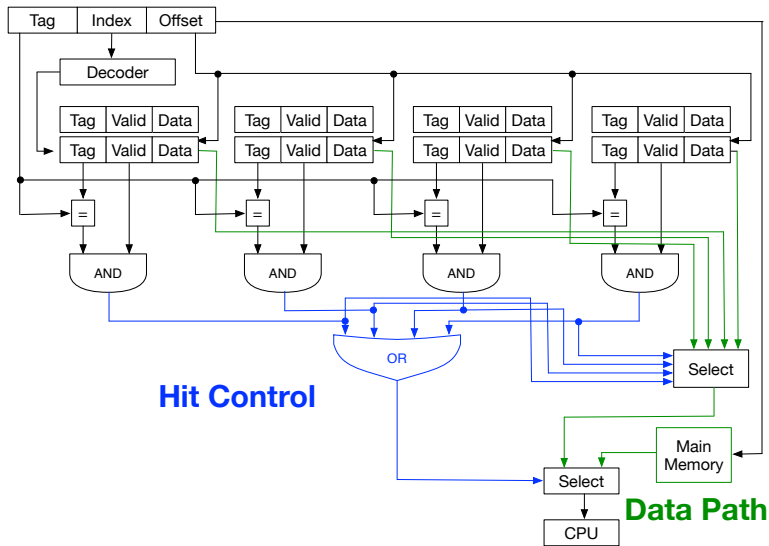 Tag Index Offset
Decoder
Tag Valid Data Tag Valid Data Tag Valid Data Tag Valid Data
Tag Valid Data Tag Valid Data Tag Valid Data Tag Valid Data
= = = =
AND AND AND AND
OR
Select
Hit Control
Main
Memory
Select
Data Path
CPU